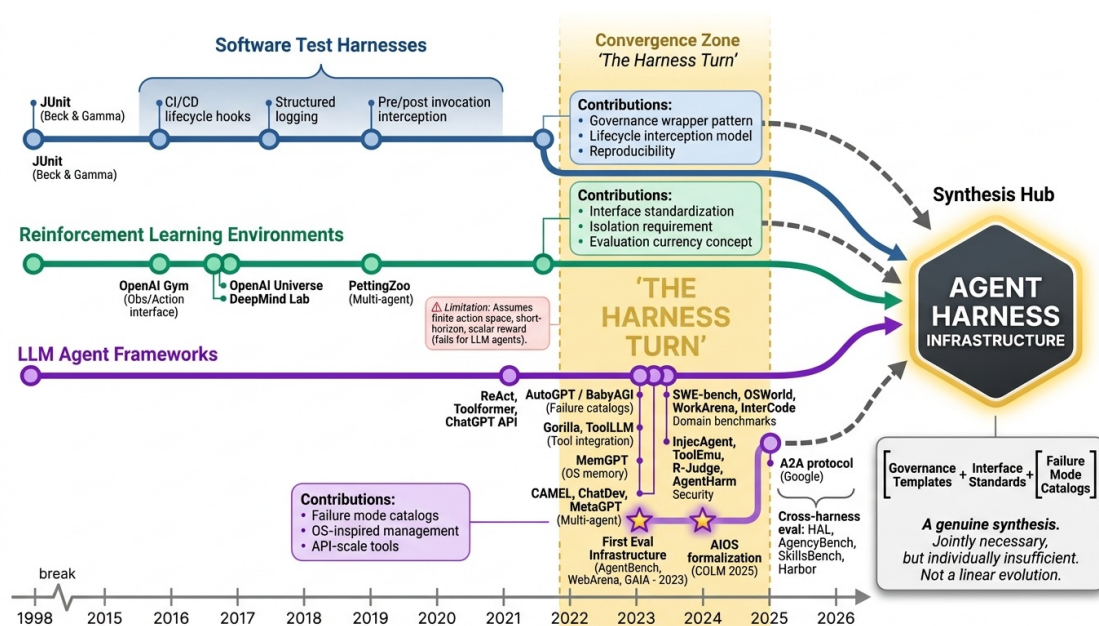 Software Test Harnesses
JUnit
(Beck & Gamma)
CI/CD
lifecycle hooks
Structured
logging
Pre/post invocation
interception
JUnit
(Beck & Gamma)
Convergence Zone
'The Harness Turn'
Contributions:
• Governance wrapper pattern
• Lifecycle interception model
• Reproducibility
Reinforcement Learning Environments
OpenAI Gym
(Obs/Action
interface)
OpenAI Universe
DeepMind Lab
PettingZoo
(Multi-agent)
Contributions:
• Interface standardization
• Isolation requirement
• Evaluation currency concept
⚠ Limitation: Assumes
finite action space, short-
horizon, scalar reward
(fails for LLM agents).
'THE
HARNESS
TURN'
LLM Agent Frameworks
ReAct,
Toolformer,
ChatGPT API
AutoGPT / BabyAGI
(Failure catalogs)
Gorilla, ToolLLM
(Tool integration)
MemGPT
(OS memory)
CAMEL, ChatDev,
MetaGPT
(Multi-agent)
SWE-bench, OSWorld,
WorkArena, InterCode
Domain benchmarks
InjecAgent,
ToolEmu,
R-Judge,
AgentHarm
Security
Contributions:
• Failure mode catalogs
• OS-inspired management
• API-scale tools
First Eval
Infrastructure
(AgentBench,
WebArena, GAIA - 2023)
AIOS
formalization
(COLM 2025)
A2A protocol
(Google)
Cross-harness
eval: HAL,
AgencyBench,
SkillsBench,
Harbor
Synthesis Hub
AGENT
HARNESS
INFRASTRUCTURE
[Governance Templates] + [Interface Standards] + [Failure Mode Catalogs]
A genuine synthesis.
Jointly necessary,
but individually insufficient.
Not a linear evolution.
break
1998 2015 2016 2017 2018 2019 2020 2021 2022 2023 2024 2025 2026